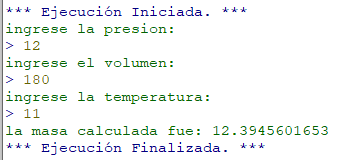 *** Ejecución Iniciada. ***
ingrese la presion:
> 12
ingrese el volumen:
> 180
ingrese la temperatura:
> 11
la masa calculada fue: 12.3945601653
*** Ejecución Finalizada. ***